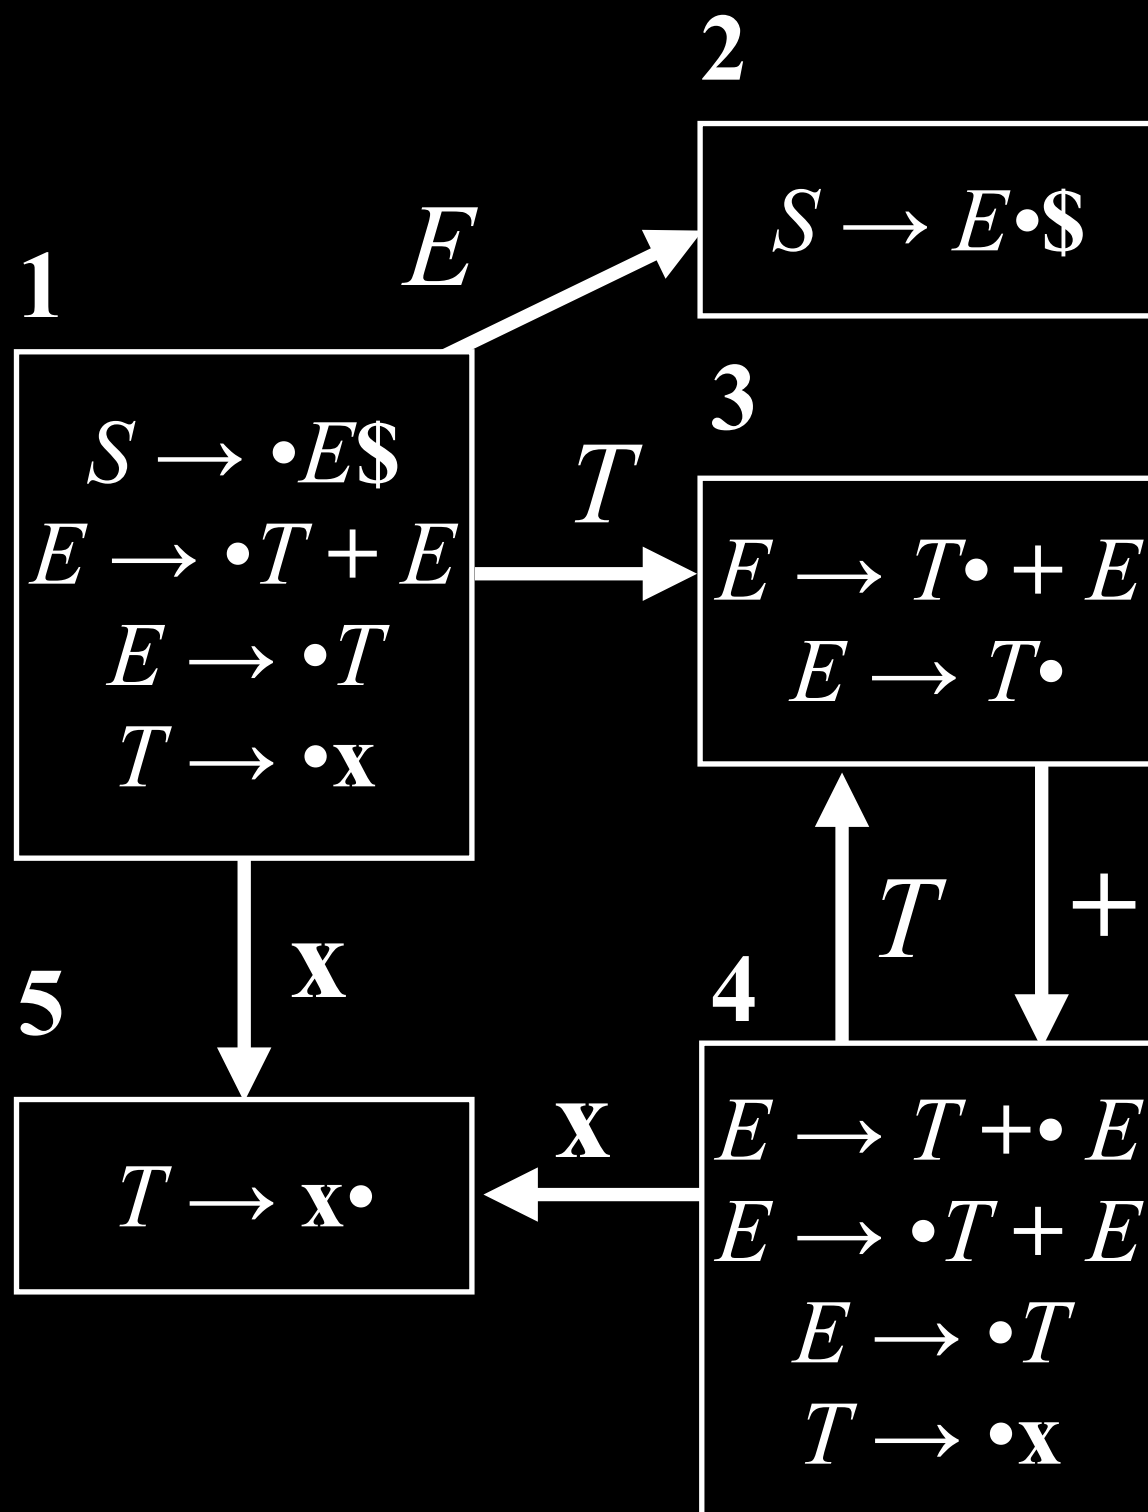 2
S → E•$
E
1
S → •E$
E → •T + E
E → •T
T → •x
T
3
E → T• + E
E → T•
x
T
+
5
T → x•
x
4
E → T +• E
E → •T + E
E → •T
T → •x